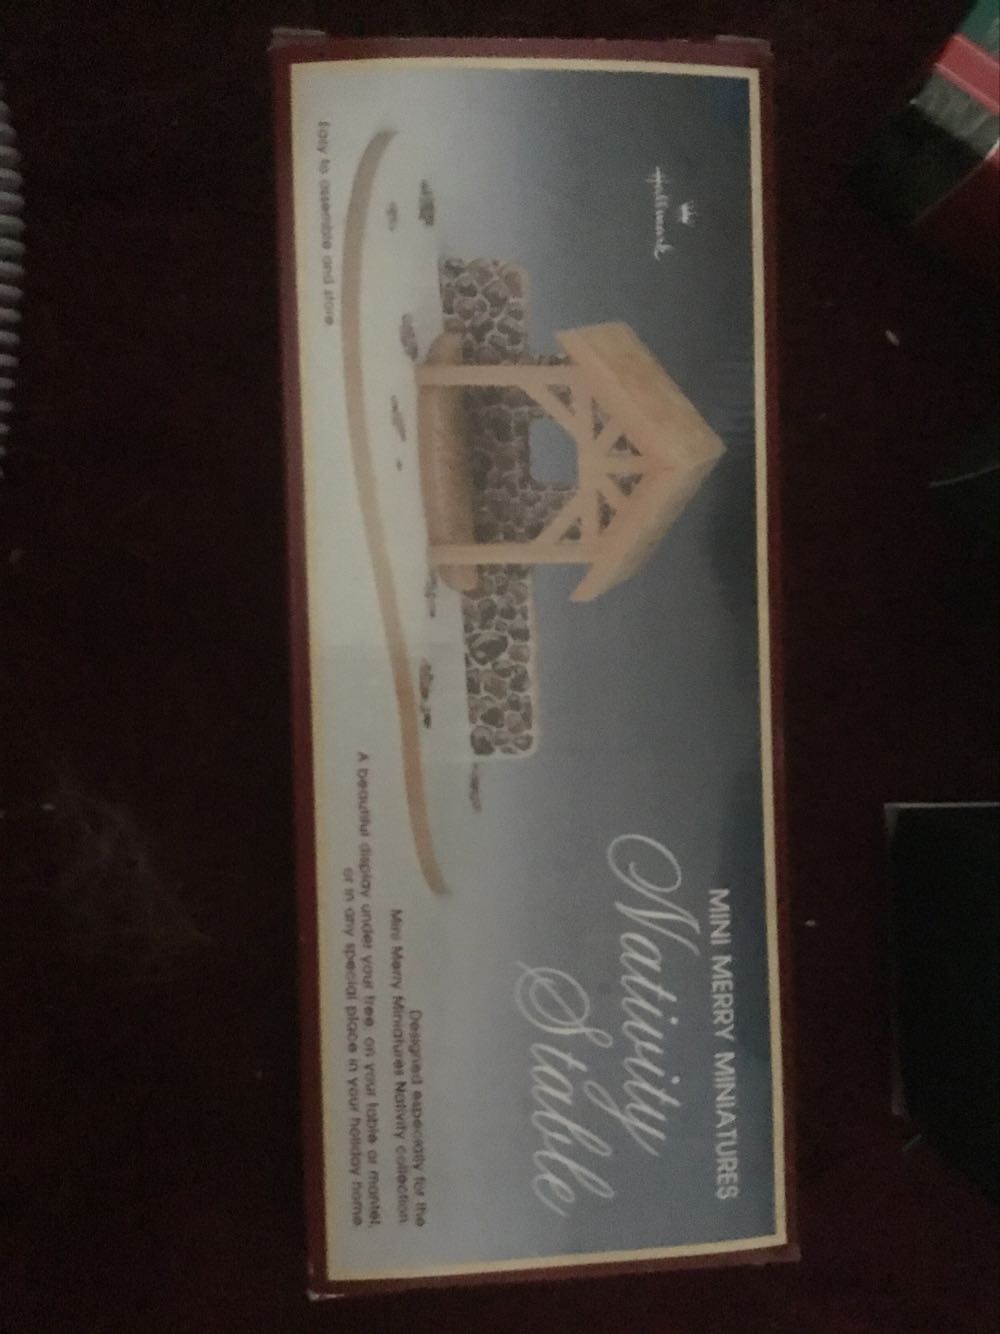 Hallmark
MINI MERRY MINIATURES
Nativity
Stable
Designed especially for the
Mini Merry Miniatures Nativity collection.
A beautiful display under your tree, on your table or mantel,
or in any special place in your holiday home.
Easy to assemble and store.